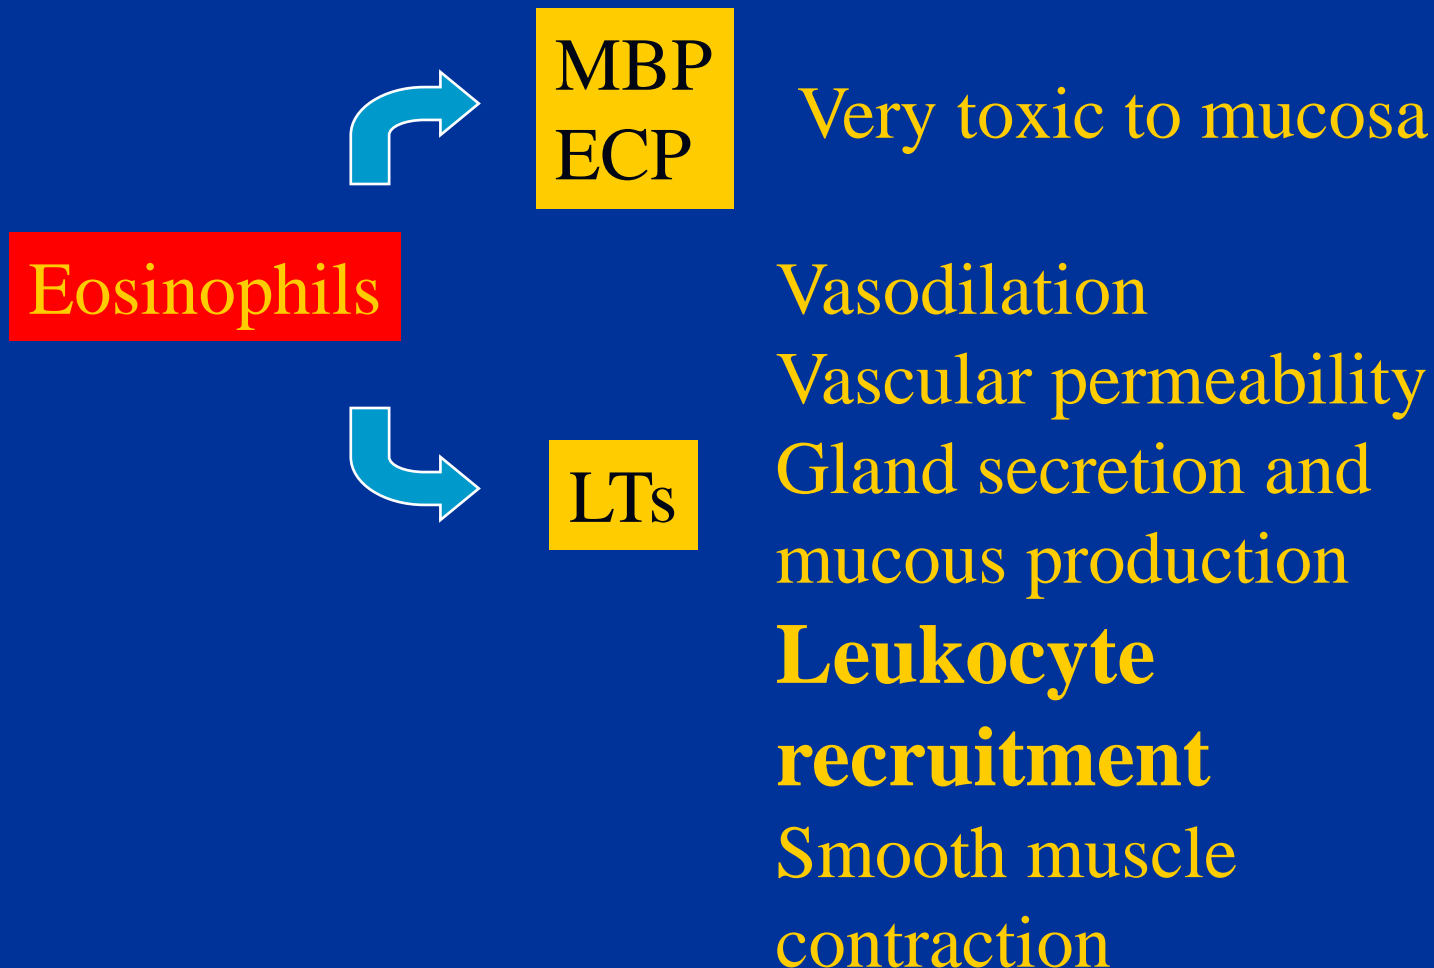 MBP
ECP
Very toxic to mucosa
Eosinophils
Vasodilation
Vascular permeability
Gland secretion and
mucous production
Leukocyte
recruitment
Smooth muscle
contraction
LTs